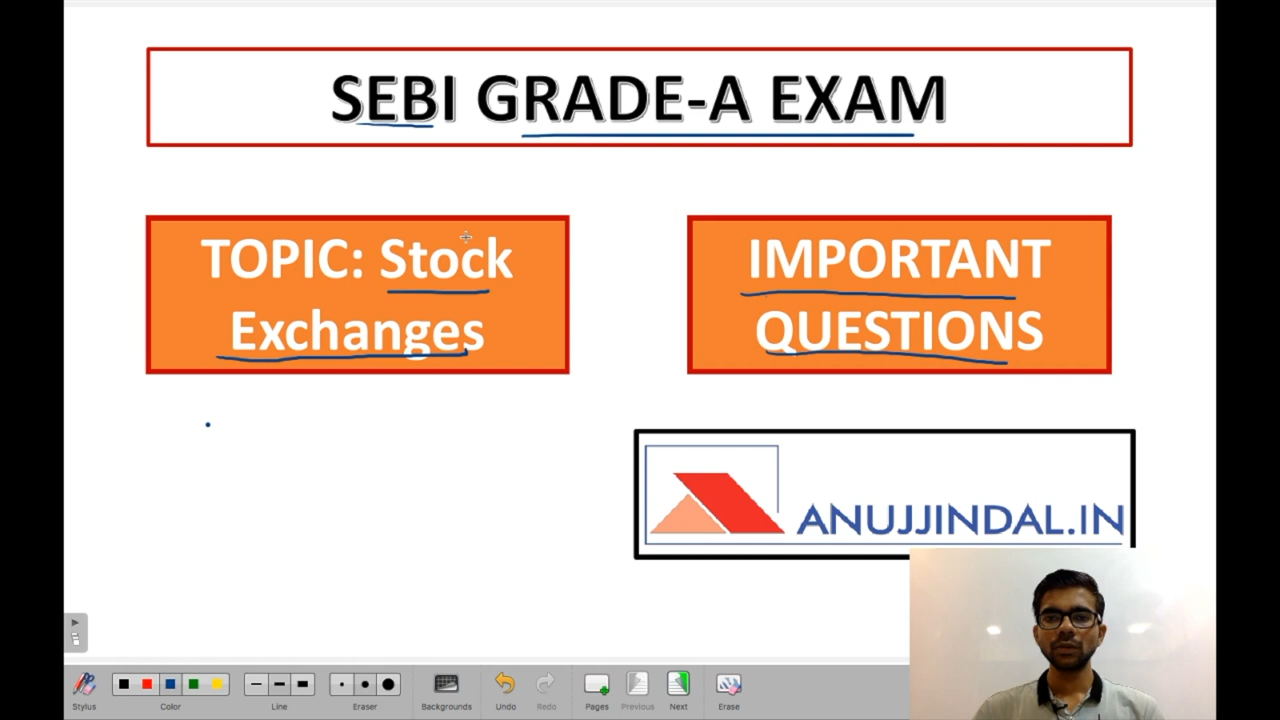 SEBI GRADE-A EXAM
TOPIC: Stock
Exchanges
IMPORTANT
QUESTIONS
ANUJJINDAL.IN
Stylus
Color
Line
Eraser
Backgrounds
Undo
Redo
Pages
Previous
Next
Erase